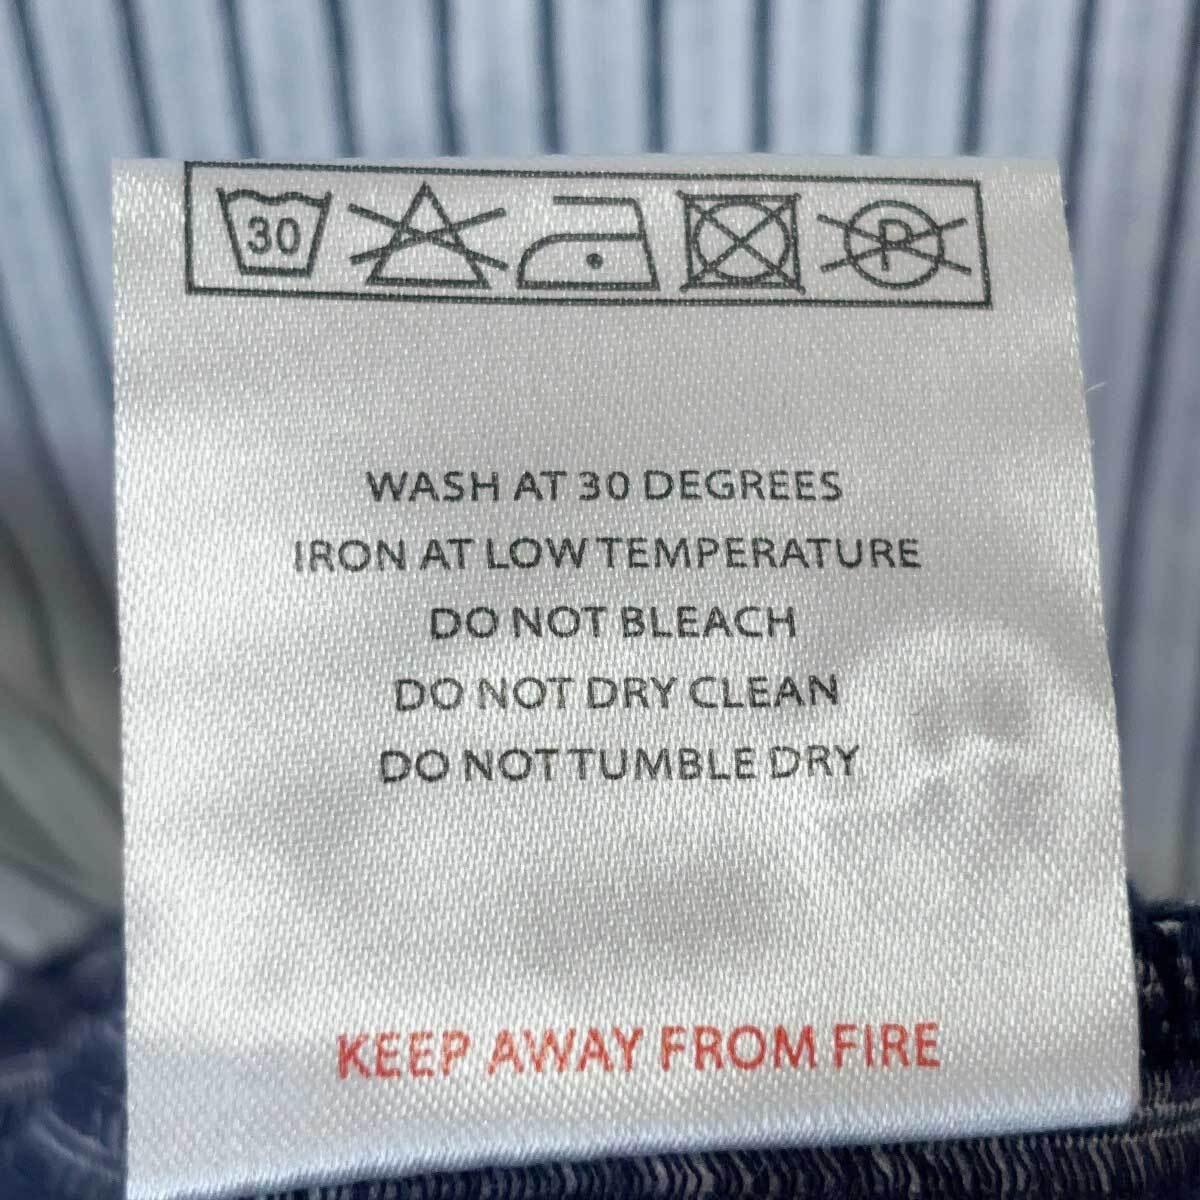 30 P
WASH AT 30 DEGREES
IRON AT LOW TEMPERATURE
DO NOT BLEACH
DO NOT DRY CLEAN
DO NOT TUMBLE DRY
KEEP AWAY FROM FIRE